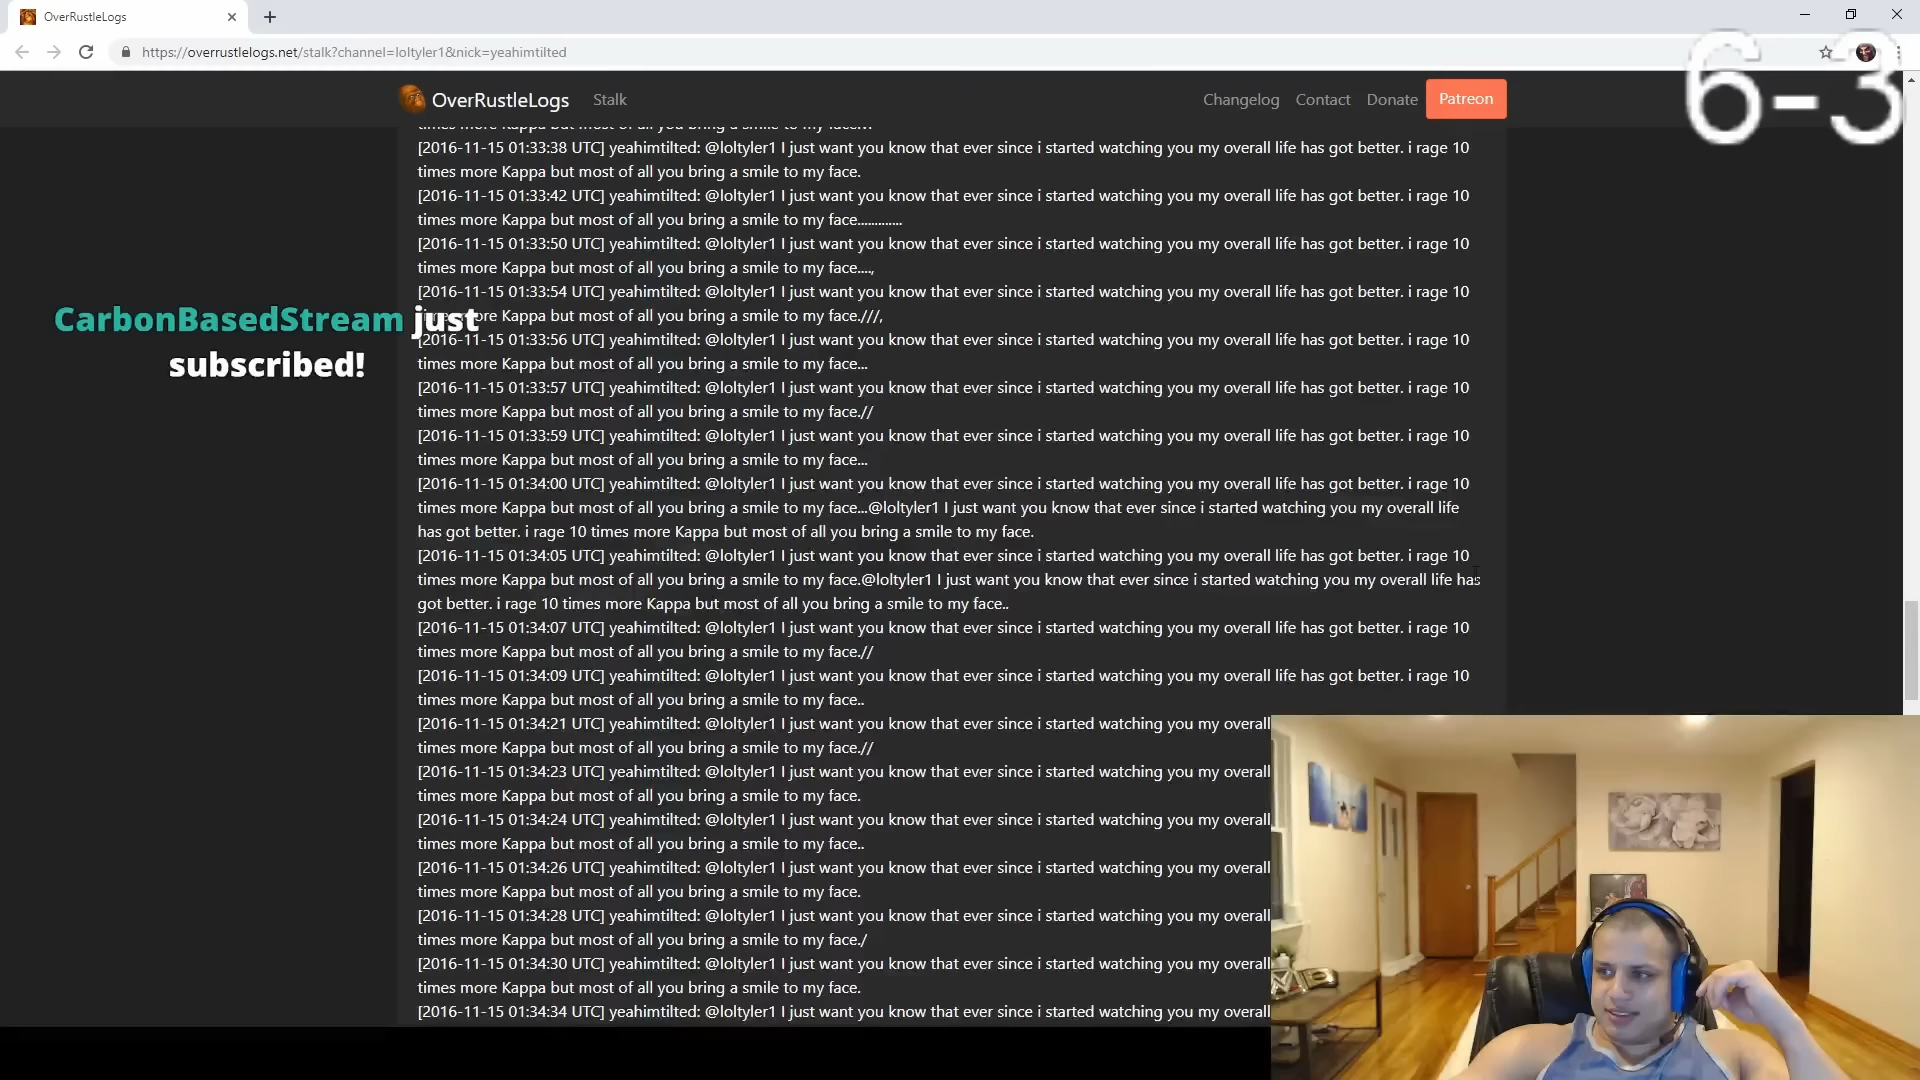 OverRustleLogs
https://overrustlelogs.net/stalk?channel=loltyler1&nick=yeahimtilted
6-3
OverRustleLogs Stalk Changelog Contact Donate Patreon
times more Kappa but most of all you bring a smile to my face...
[2016-11-15 01:33:38 UTC] yeahimtilted: @loltyler1 I just want you know that ever since i started watching you my overall life has got better. i rage 10
times more Kappa but most of all you bring a smile to my face.
[2016-11-15 01:33:42 UTC] yeahimtilted: @loltyler1 I just want you know that ever since i started watching you my overall life has got better. i rage 10
times more Kappa but most of all you bring a smile to my face.............
[2016-11-15 01:33:50 UTC] yeahimtilted: @loltyler1 I just want you know that ever since i started watching you my overall life has got better. i rage 10
times more Kappa but most of all you bring a smile to my face....,
[2016-11-15 01:33:54 UTC] yeahimtilted: @loltyler1 I just want you know that ever since i started watching you my overall life has got better. i rage 10
CarbonBasedStream just
subscribed!
more Kappa but most of all you bring a smile to my face.///,
[2016-11-15 01:33:56 UTC] yeahimtilted: @loltyler1 I just want you know that ever since i started watching you my overall life has got better. i rage 10
times more Kappa but most of all you bring a smile to my face...
[2016-11-15 01:33:57 UTC] yeahimtilted: @loltyler1 I just want you know that ever since i started watching you my overall life has got better. i rage 10
times more Kappa but most of all you bring a smile to my face.//
[2016-11-15 01:33:59 UTC] yeahimtilted: @loltyler1 I just want you know that ever since i started watching you my overall life has got better. i rage 10
times more Kappa but most of all you bring a smile to my face...
[2016-11-15 01:34:00 UTC] yeahimtilted: @loltyler1 I just want you know that ever since i started watching you my overall life has got better. i rage 10
times more Kappa but most of all you bring a smile to my face...@loltyler1 I just want you know that ever since i started watching you my overall life
has got better. i rage 10 times more Kappa but most of all you bring a smile to my face.
[2016-11-15 01:34:05 UTC] yeahimtilted: @loltyler1 I just want you know that ever since i started watching you my overall life has got better. i rage 10
times more Kappa but most of all you bring a smile to my face.@loltyler1 I just want you know that ever since i started watching you my overall life has
got better. i rage 10 times more Kappa but most of all you bring a smile to my face..
[2016-11-15 01:34:07 UTC] yeahimtilted: @loltyler1 I just want you know that ever since i started watching you my overall life has got better. i rage 10
times more Kappa but most of all you bring a smile to my face.//
[2016-11-15 01:34:09 UTC] yeahimtilted: @loltyler1 I just want you know that ever since i started watching you my overall life has got better. i rage 10
times more Kappa but most of all you bring a smile to my face..
[2016-11-15 01:34:21 UTC] yeahimtilted: @loltyler1 I just want you know that ever since i started watching you my overall
times more Kappa but most of all you bring a smile to my face.//
[2016-11-15 01:34:23 UTC] yeahimtilted: @loltyler1 I just want you know that ever since i started watching you my overall
times more Kappa but most of all you bring a smile to my face.
[2016-11-15 01:34:24 UTC] yeahimtilted: @loltyler1 I just want you know that ever since i started watching you my overall
times more Kappa but most of all you bring a smile to my face..
[2016-11-15 01:34:26 UTC] yeahimtilted: @loltyler1 I just want you know that ever since i started watching you my overall
times more Kappa but most of all you bring a smile to my face.
[2016-11-15 01:34:28 UTC] yeahimtilted: @loltyler1 I just want you know that ever since i started watching you my overall
times more Kappa but most of all you bring a smile to my face./
[2016-11-15 01:34:30 UTC] yeahimtilted: @loltyler1 I just want you know that ever since i started watching you my overall
times more Kappa but most of all you bring a smile to my face.
[2016-11-15 01:34:34 UTC] yeahimtilted: @loltyler1 I just want you know that ever since i started watching you my overall